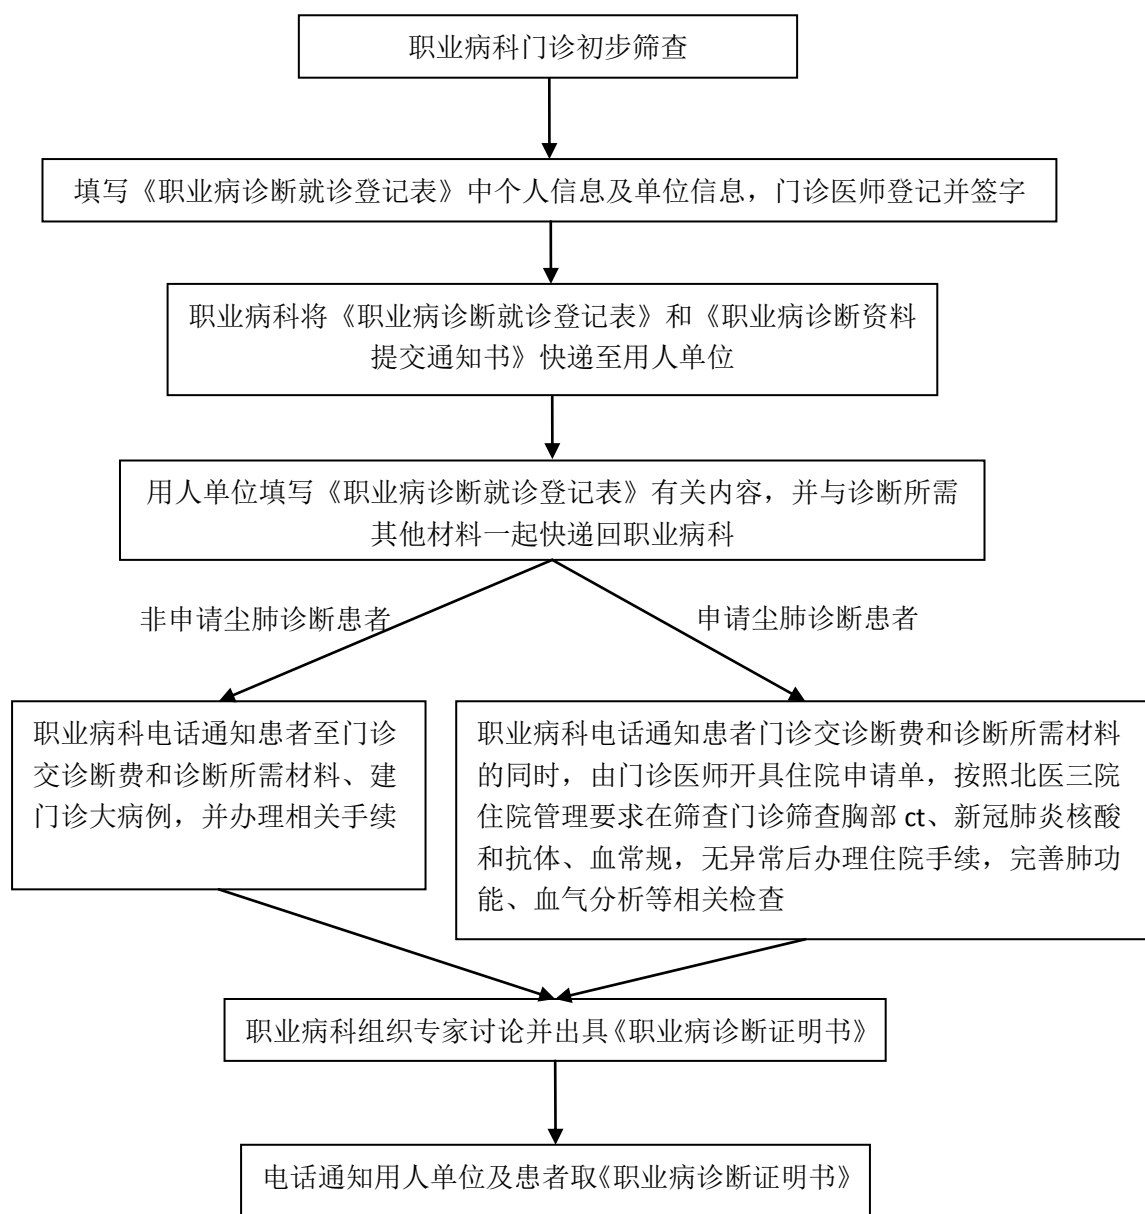 职业病科门诊初步筛查
填写《职业病诊断就诊登记表》中个人信息及单位信息，门诊医师登记并签字
职业病科将《职业病诊断就诊登记表》和《职业病诊断资料
提交通知书》快递至用人单位
用人单位填写《职业病诊断就诊登记表》有关内容，并与诊断所需
其他材料一起快递回职业病科
非申请尘肺诊断患者
申请尘肺诊断患者
职业病科电话通知患者至门诊
交诊断费和诊断所需材料、建
门诊大病例，并办理相关手续
职业病科电话通知患者门诊交诊断费和诊断所需材料
的同时，由门诊医师开具住院申请单，按照北医三院
住院管理要求在筛查门诊筛查胸部 ct、新冠肺炎核酸
和抗体、血常规，无异常后办理住院手续，完善肺功
能、血气分析等相关检查
职业病科组织专家讨论并出具《职业病诊断证明书》
电话通知用人单位及患者取《职业病诊断证明书》